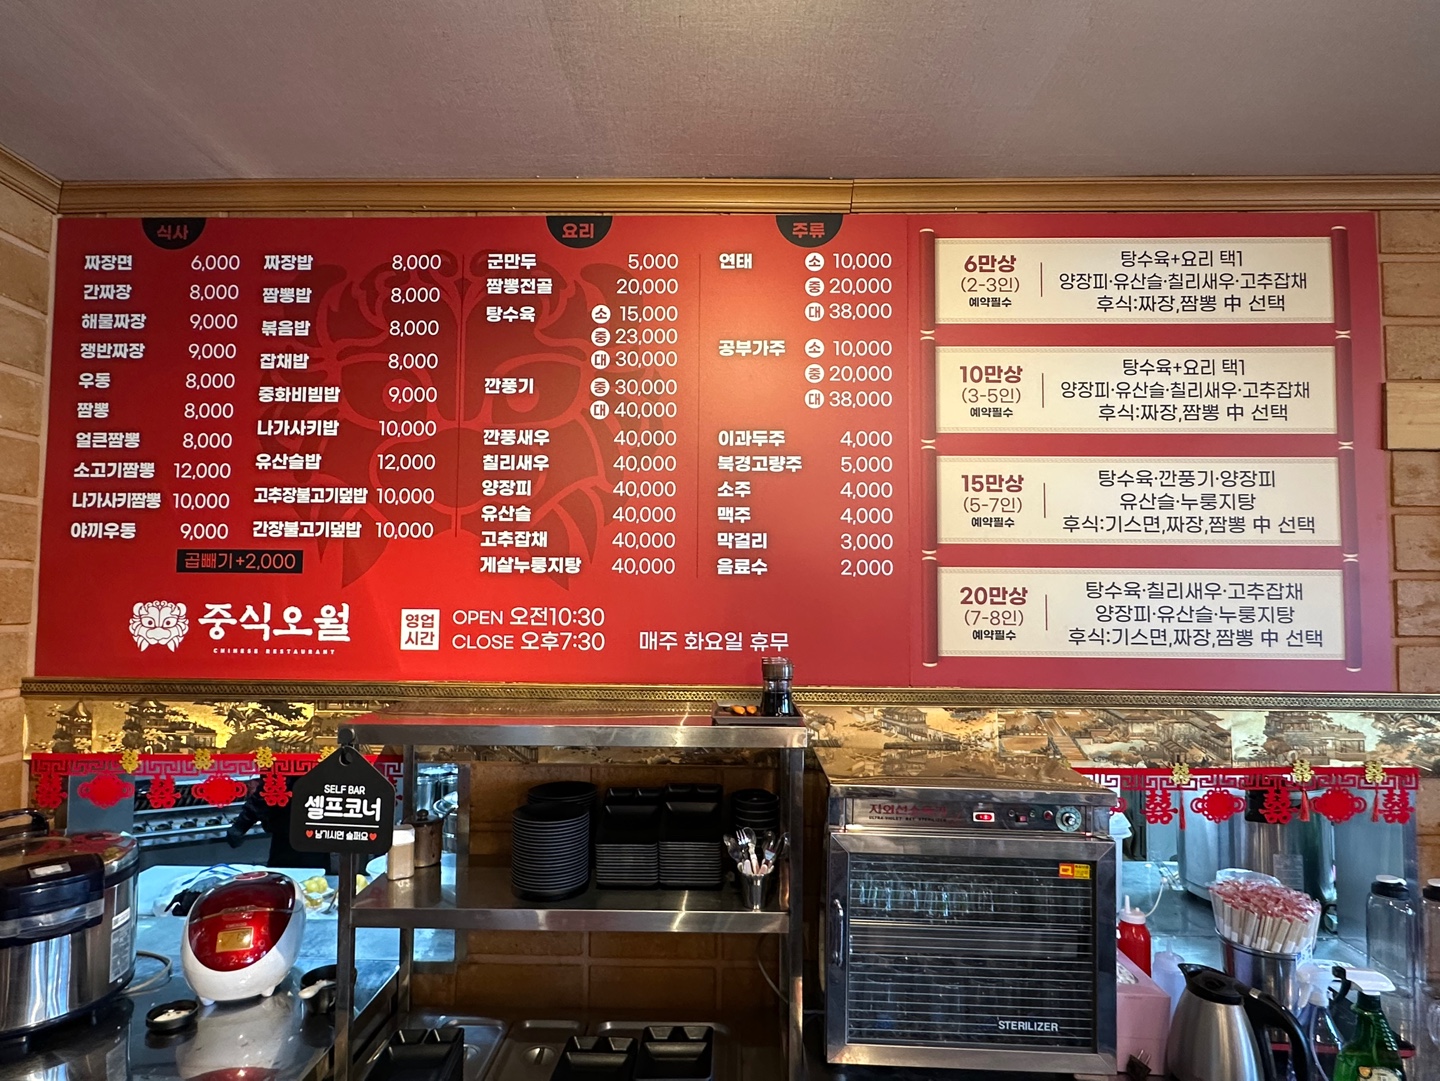 식사
짜장면 6,000
간짜장 8,000
해물짜장 9,000
쟁반짜장 9,000
우동 8,000
짬뽕 8,000
얼큰짬뽕 8,000
소고기짬뽕 12,000
나가사키짬뽕 10,000
야끼우동 9,000
짜장밥 8,000
짬뽕밥 8,000
볶음밥 8,000
잡채밥 8,000
중화비빔밥 9,000
나가사키밥 10,000
유산슬밥 12,000
고추장불고기덮밥 10,000
간장불고기덮밥 10,000
곱빼기+2,000
요리
군만두 5,000
짬뽕전골 20,000
탕수육 소 15,000
중 23,000
대 30,000
깐풍기 중 30,000
대 40,000
깐풍새우 40,000
칠리새우 40,000
양장피 40,000
유산슬 40,000
고추잡채 40,000
게살누룽지탕 40,000
주류
연태 소 10,000
중 20,000
대 38,000
공부가주 소 10,000
중 20,000
대 38,000
이과두주 4,000
북경고량주 5,000
소주 4,000
맥주 4,000
막걸리 3,000
음료수 2,000
6만상
(2-3인)
예약필수
탕수육+요리 택1
양장피·유산슬·칠리새우·고추잡채
후식:짜장,짬뽕 中 선택
10만상
(3-5인)
예약필수
탕수육+요리 택1
양장피·유산슬·칠리새우·고추잡채
후식:짜장,짬뽕 中 선택
15만상
(5-7인)
예약필수
탕수육·깐풍기·양장피
유산슬·누룽지탕
후식:기스면,짜장,짬뽕 中 선택
20만상
(7-8인)
예약필수
탕수육·칠리새우·고추잡채
양장피·유산슬·누룽지탕
후식:기스면,짜장,짬뽕 中 선택
중식오월
CHINESE RESTAURANT
영업
시간
OPEN 오전10:30
CLOSE 오후7:30 매주 화요일 휴무
SELF BAR
셀프코너
남기시면 슬퍼요
STERILIZER